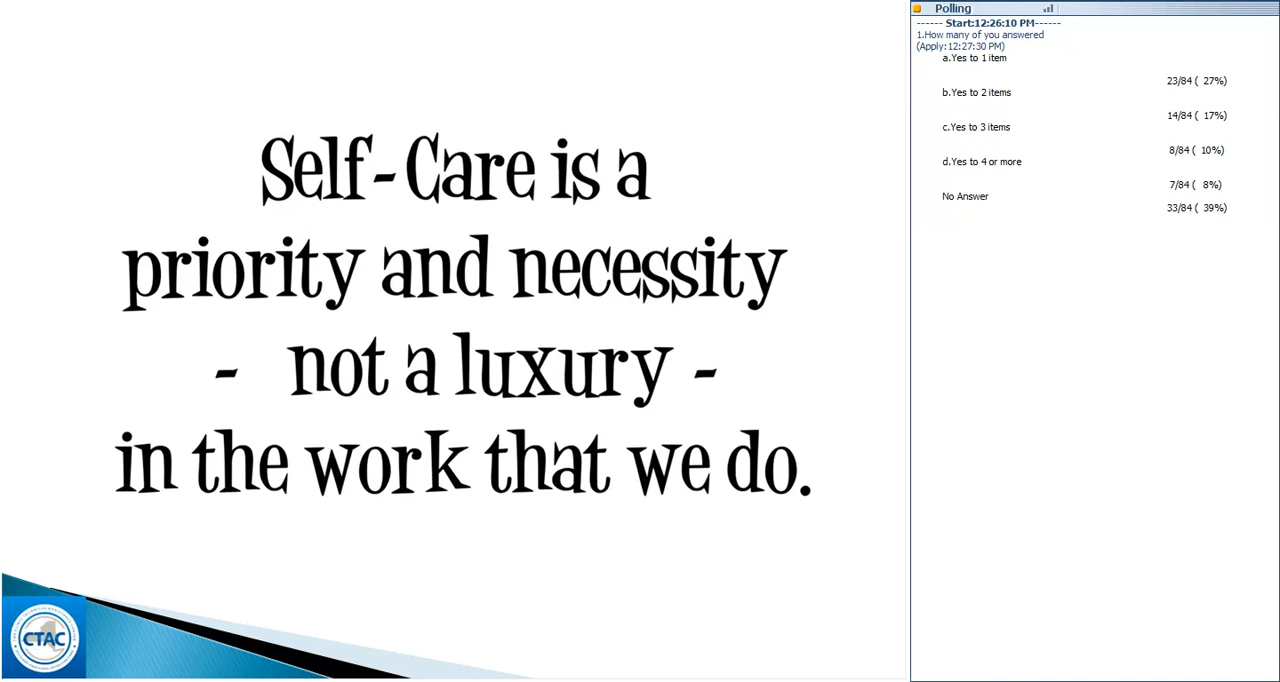 Self-Care is a
priority and necessity
- not a luxury -
in the work that we do.
CTAC
Polling
------ Start:12:26:10 PM------
1.How many of you answered
(Apply:12:27:30 PM)
a.Yes to 1 item
23/84 ( 27%)
b.Yes to 2 items
14/84 ( 17%)
c.Yes to 3 items
8/84 ( 10%)
d.Yes to 4 or more
7/84 ( 8%)
No Answer
33/84 ( 39%)